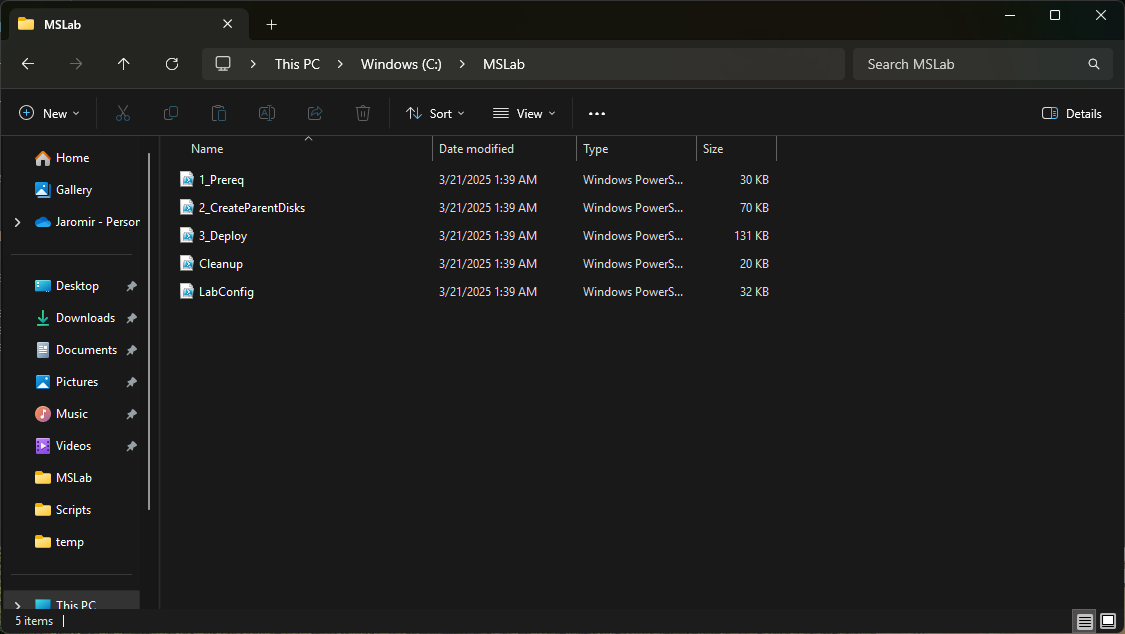 MSLab
This PC > Windows (C:) > MSLab
Search MSLab
New
Sort
View
Details
Home
Gallery
Jaromir - Person
Desktop
Downloads
Documents
Pictures
Music
Videos
MSLab
Scripts
temp
This PC
Name Date modified Type Size
1_Prereq 3/21/2025 1:39 AM Windows PowerS... 30 KB
2_CreateParentDisks 3/21/2025 1:39 AM Windows PowerS... 70 KB
3_Deploy 3/21/2025 1:39 AM Windows PowerS... 131 KB
Cleanup 3/21/2025 1:39 AM Windows PowerS... 20 KB
LabConfig 3/21/2025 1:39 AM Windows PowerS... 32 KB
5 items